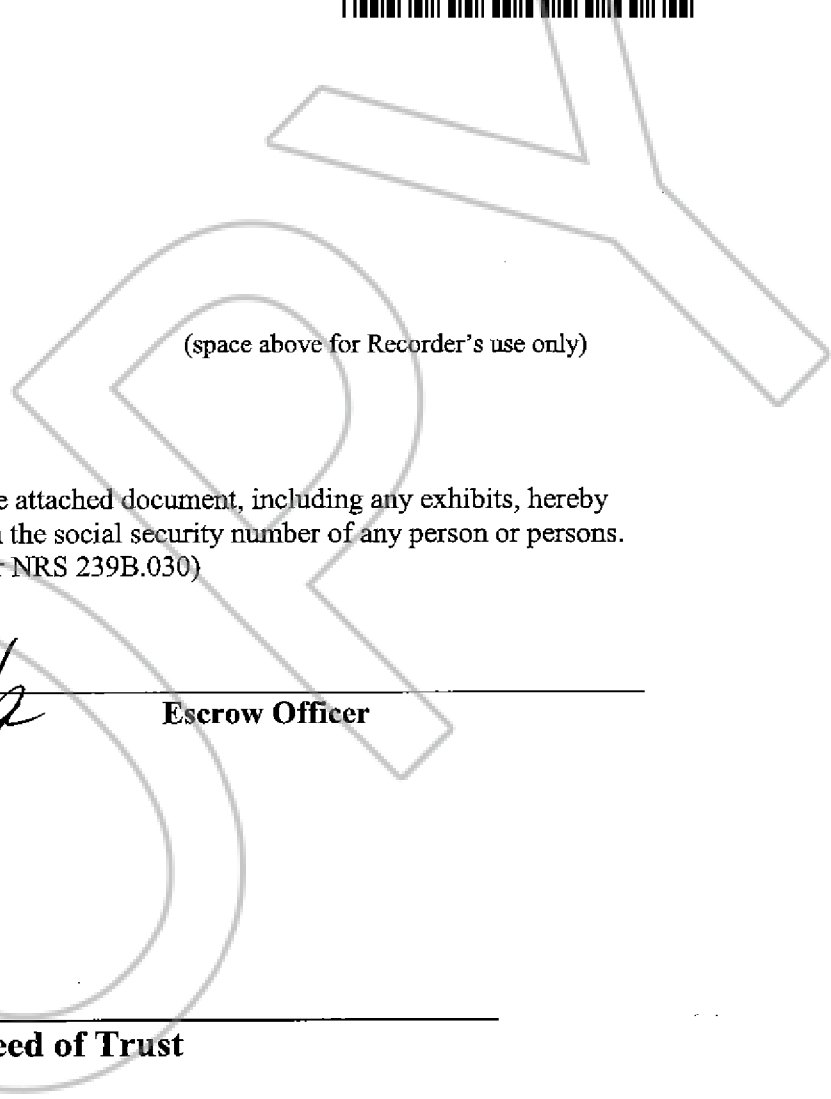 (space above for Recorder's use only)
attached document, including any exhibits, hereby
the social security number of any person or persons.
NRS 239B.030)
Escrow Officer
eed of Trust
OPY